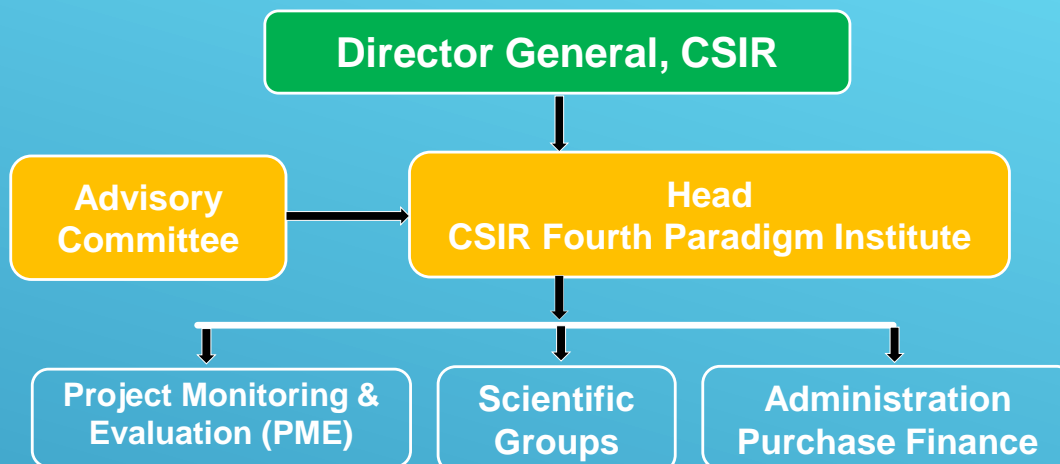 Director General, CSIR
Advisory
Committee
Head
CSIR Fourth Paradigm Institute
Project Monitoring &
Evaluation (PME)
Scientific
Groups
Administration
Purchase Finance